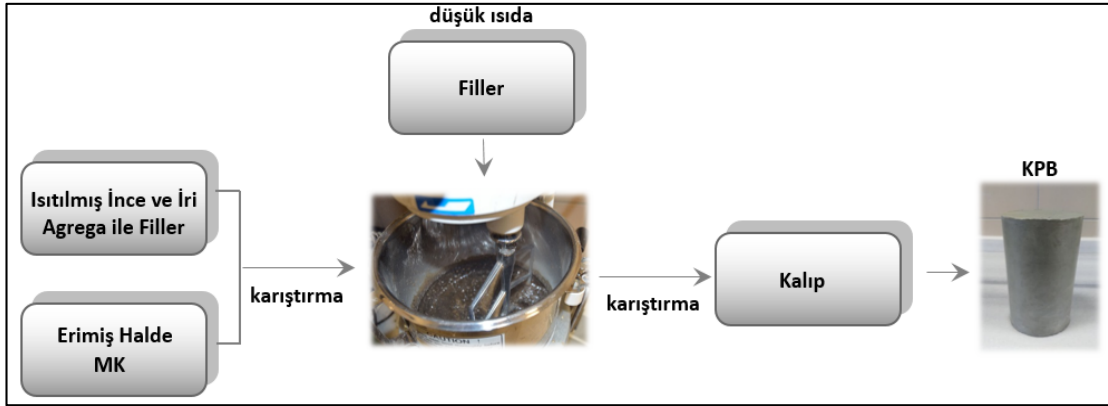 düşük ısıda
Filler
Isıtılmış İnce ve İri
Agrega ile Filler
karıştırma
Erimiş Halde
MK
karıştırma
Kalıp
KPB